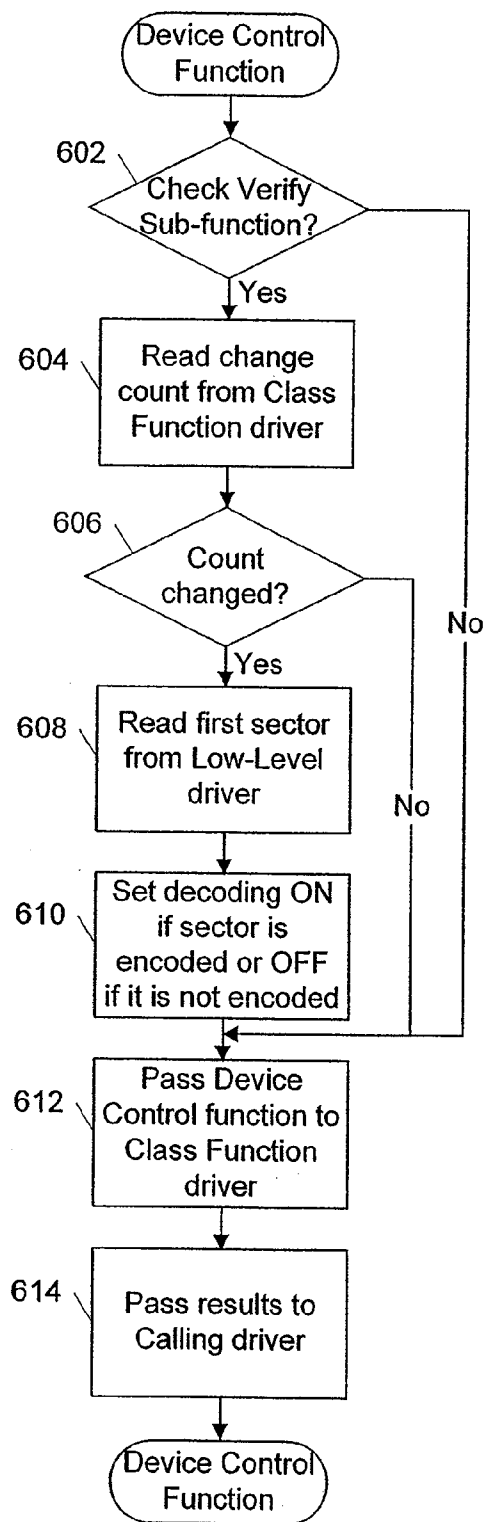 Device Control
Function
602
Check Verify
Sub-function?
Yes
604
Read change
count from Class
Function driver
606
Count
changed?
No
Yes
608
Read first sector
from Low-Level
driver
No
610
Set decoding ON
if sector is
encoded or OFF
if it is not encoded
612
Pass Device
Control function to
Class Function
driver
614
Pass results to
Calling driver
Device Control
Function